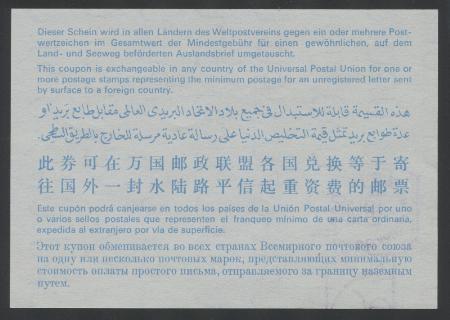 Dieser Schein wird in allen Ländern des Weltpostvereins gegen ein oder mehrere Post-
wertzeichen im Gesamtwert der Mindestgebühr für einen gewöhnlichen, auf dem
Land- und Seeweg beförderten Auslandsbrief umgetauscht.
This coupon is exchangeable in any country of the Universal Postal Union for one or
more postage stamps representing the minimum postage for an unregistered letter sent
by surface to a foreign country.
هذه القسيمة قابلة للاستبدال في جميع بلاد الاتحاد البريدي العالمي مقابل طابع بريد أو
عدة طوابع بريد تمثل قيمة التخليص الدنيا على رسالة عادية مرسلة للخارج بالطريق السطحي.
此券可在万国邮政联盟各国兑换等于寄
往国外一封水陆路平信起重资费的邮票
Este cupón podrá canjearse en todos los países de la Unión Postal Universal por uno
o varios sellos postales que representen el franqueo mínimo de una carta ordinaria,
expedida al extranjero por vía de superficie.
Этот купон обменивается во всех странах Всемирного почтового союза
на одну или несколько почтовых марок, представляющих минимальную
стоимость оплаты простого письма, отправляемого за границу наземным
путем.